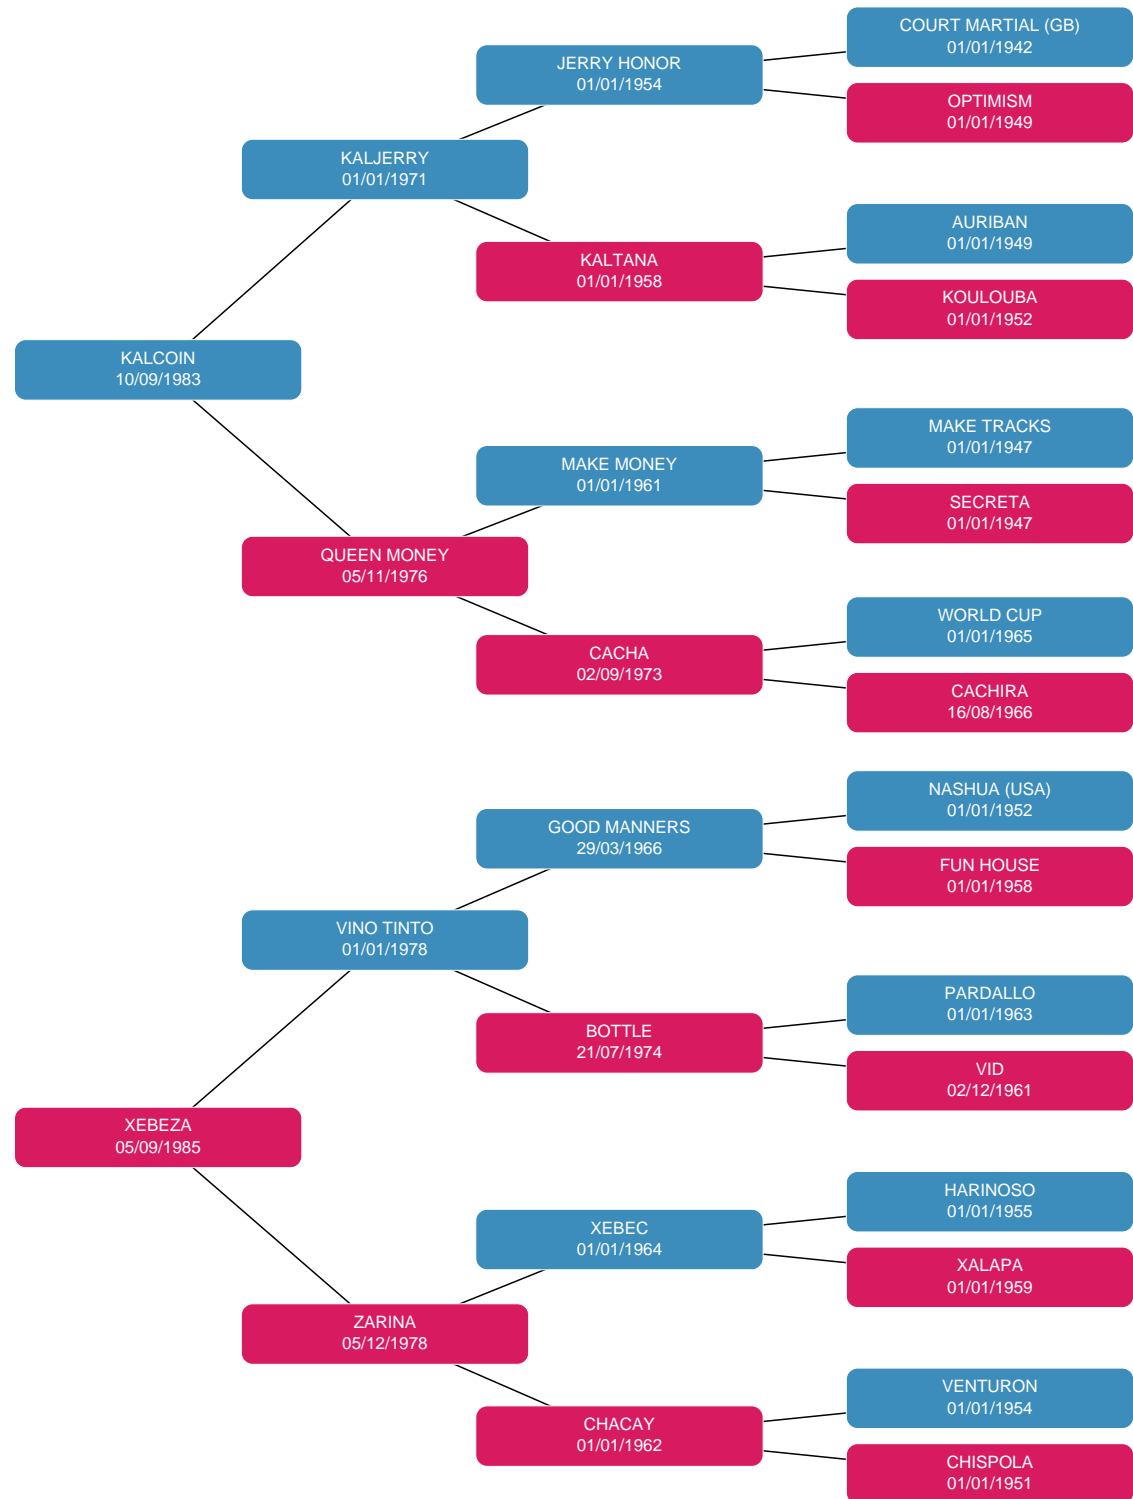 COURT MARTIAL (GB)
01/01/1942
JERRY HONOR
01/01/1954
OPTIMISM
01/01/1949
KALJERRY
01/01/1971
AURIBAN
01/01/1949
KALTANA
01/01/1958
KOULOUBA
01/01/1952
KALCOIN
10/09/1983
MAKE TRACKS
01/01/1947
MAKE MONEY
01/01/1961
SECRETA
01/01/1947
QUEEN MONEY
05/11/1976
WORLD CUP
01/01/1965
CACHA
02/09/1973
CACHIRA
16/08/1966
NASHUA (USA)
01/01/1952
GOOD MANNERS
29/03/1966
FUN HOUSE
01/01/1958
VINO TINTO
01/01/1978
PARDALLO
01/01/1963
BOTTLE
21/07/1974
VID
02/12/1961
XEBEZA
05/09/1985
HARINOSO
01/01/1955
XEBEC
01/01/1964
XALAPA
01/01/1959
ZARINA
05/12/1978
VENTURON
01/01/1954
CHACAY
01/01/1962
CHISPOLA
01/01/1951